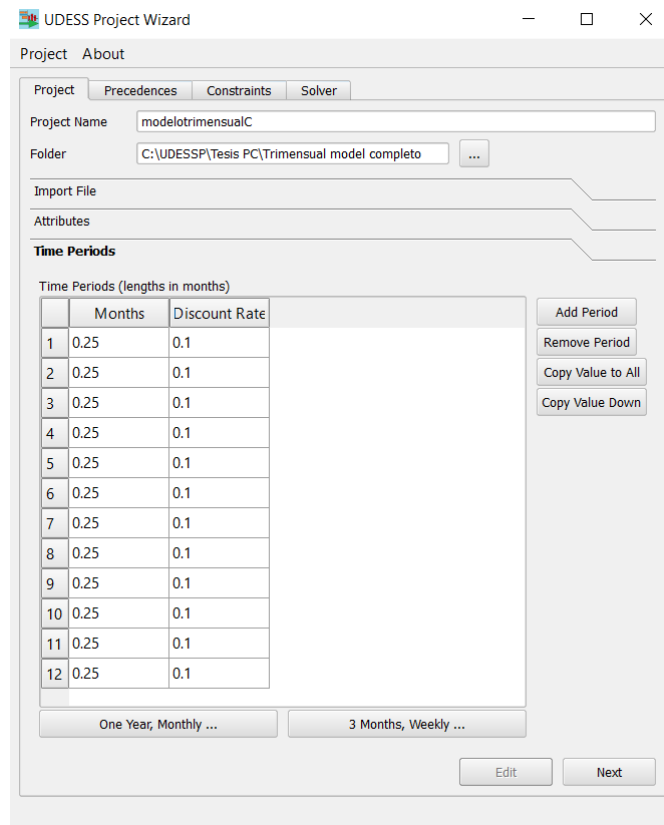 UDESS Project Wizard
Project About
Project Precedences Constraints Solver
Project Name modelotrimensualC
Folder C:\UDESSP\Tesis PC\Trimensual model completo ...
Import File
Attributes
Time Periods
Time Periods (lengths in months)
Months Discount Rate
1 0.25 0.1
2 0.25 0.1
3 0.25 0.1
4 0.25 0.1
5 0.25 0.1
6 0.25 0.1
7 0.25 0.1
8 0.25 0.1
9 0.25 0.1
10 0.25 0.1
11 0.25 0.1
12 0.25 0.1
Add Period
Remove Period
Copy Value to All
Copy Value Down
One Year, Monthly ... 3 Months, Weekly ...
Edit Next